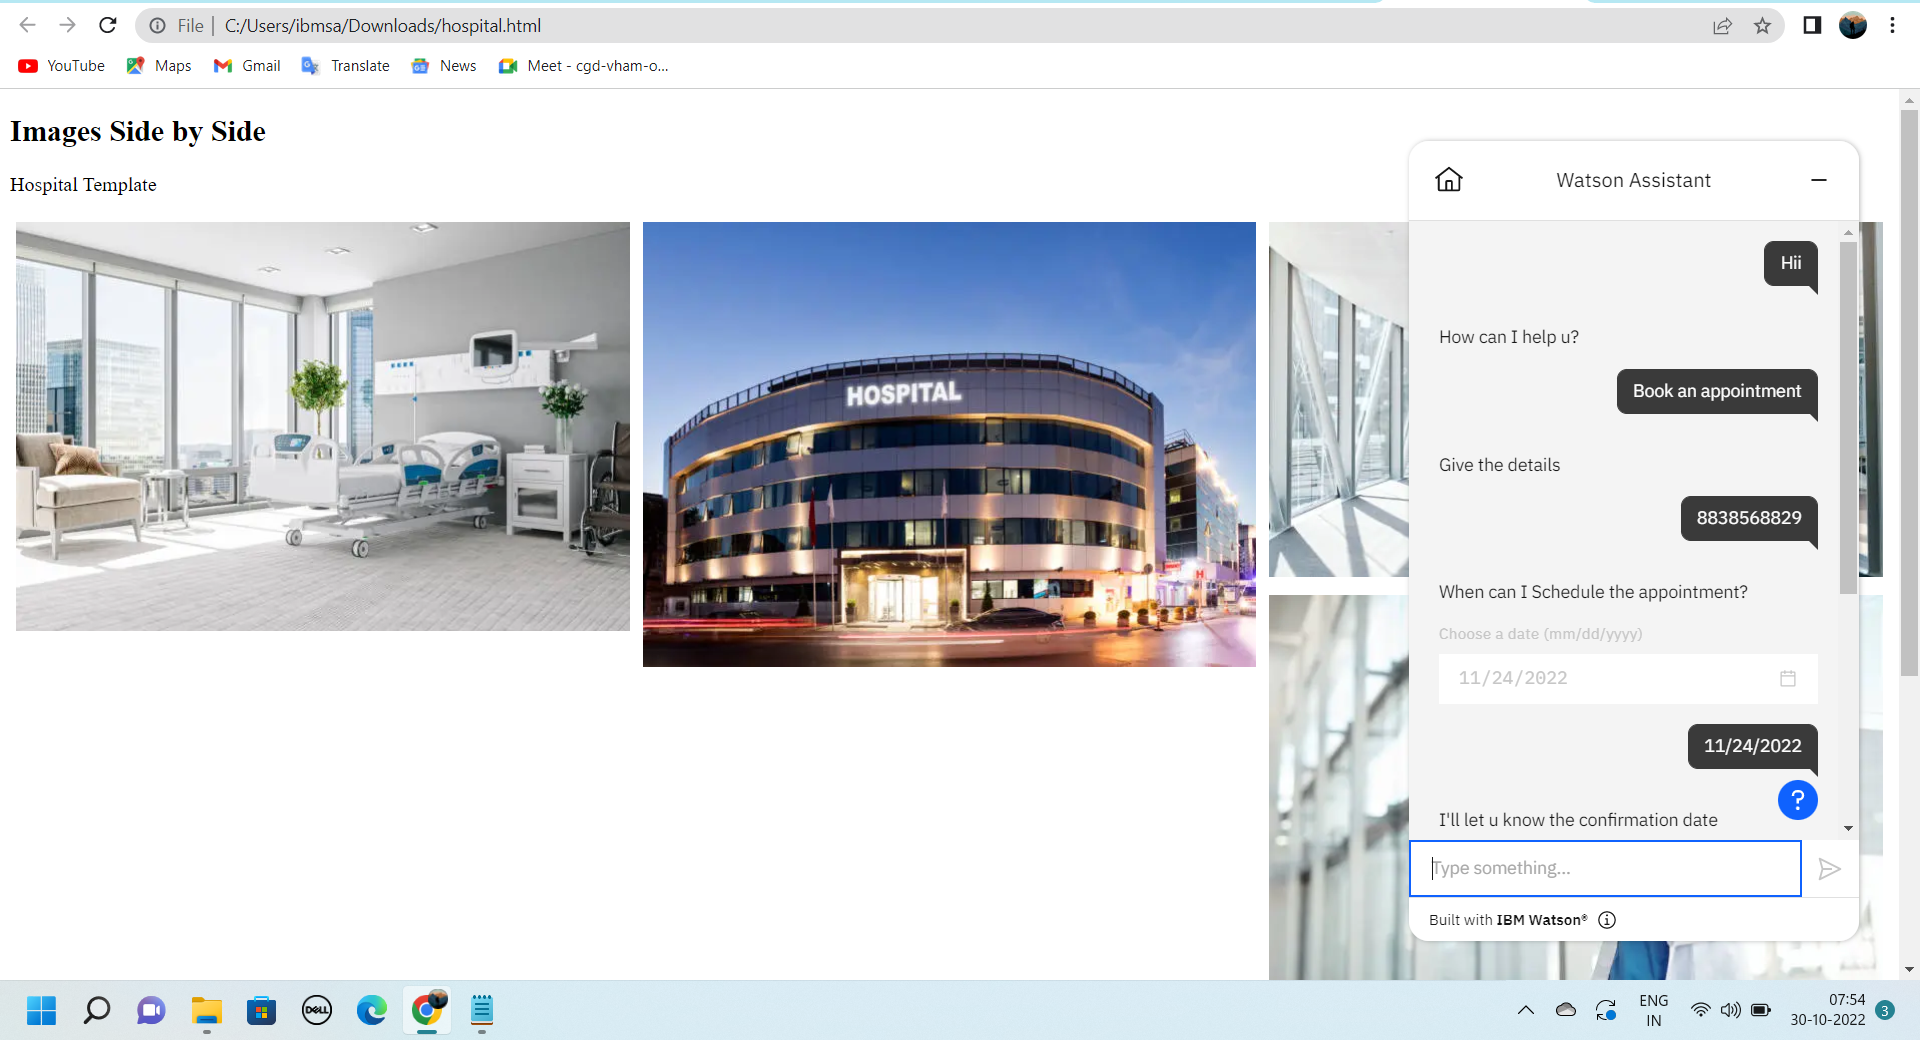 File | C:/Users/ibmsa/Downloads/hospital.html
YouTube Maps Gmail Translate News Meet - cgd-vham-o...
Images Side by Side
Hospital Template
HOSPITAL
H
Watson Assistant
Hii
How can I help u?
Book an appointment
Give the details
8838568829
When can I Schedule the appointment?
Choose a date (mm/dd/yyyy)
11/24/2022
11/24/2022
?
I'll let u know the confirmation date
Type something...
Built with IBM Watson®
DELL
ENG
IN
07:54
30-10-2022
3